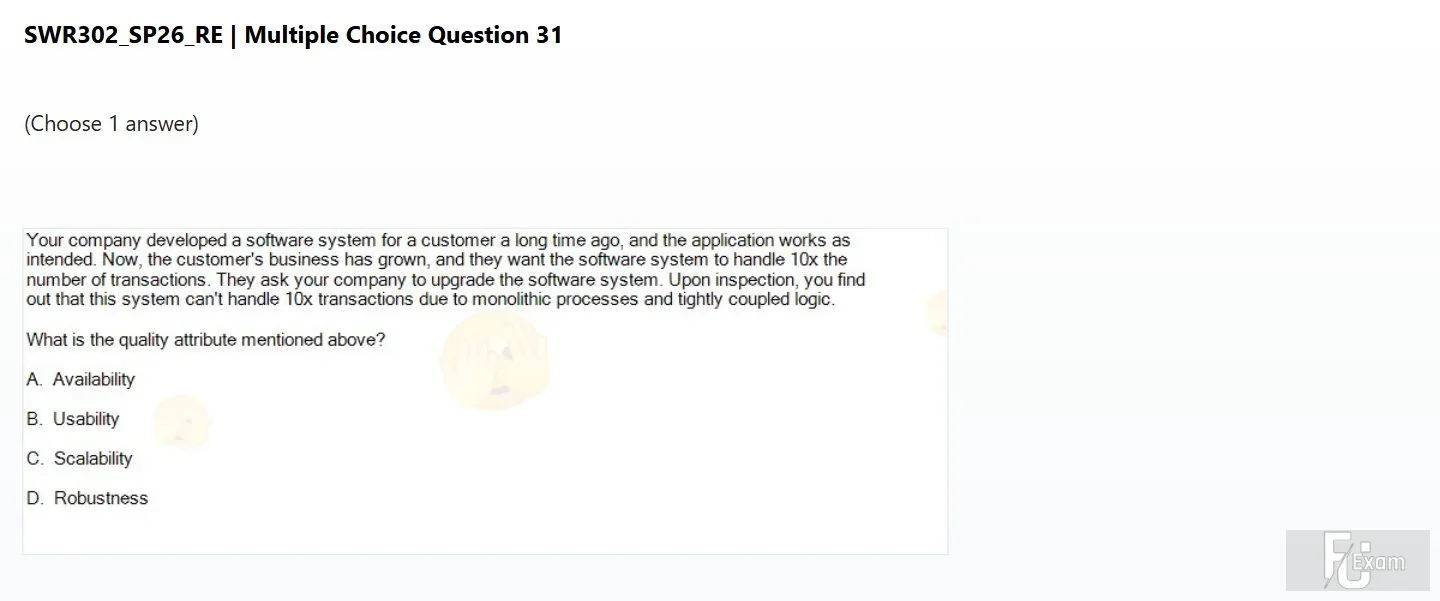 SWR302_SP26_RE | Multiple Choice Question 31
(Choose 1 answer)
Your company developed a software system for a customer a long time ago, and the application works as
intended. Now, the customer's business has grown, and they want the software system to handle 10x the
number of transactions. They ask your company to upgrade the software system. Upon inspection, you find
out that this system can't handle 10x transactions due to monolithic processes and tightly coupled logic.
What is the quality attribute mentioned above?
A. Availability
B. Usability
C. Scalability
D. Robustness
FU Exam